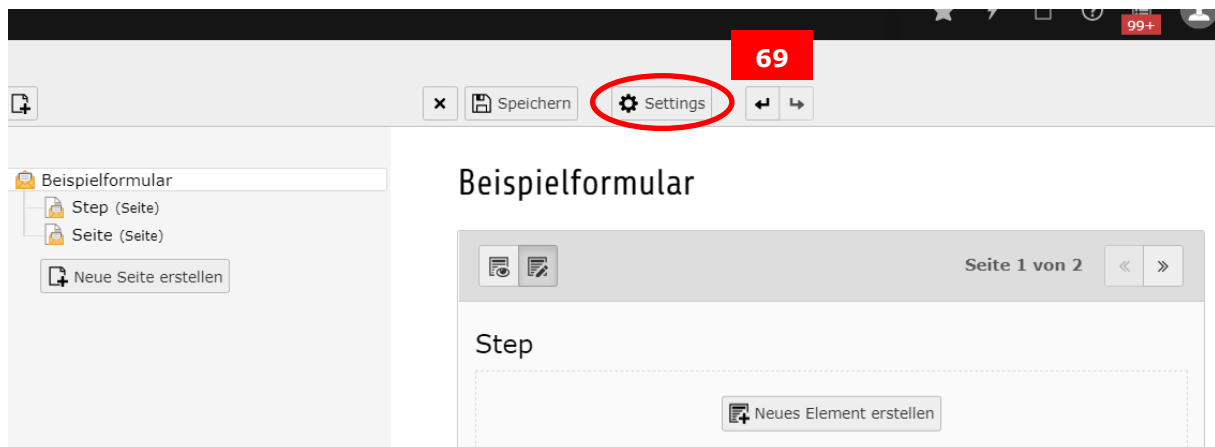 99+
69
Speichern
Settings
Beispielformular
Step (Seite)
Seite (Seite)
Neue Seite erstellen
Beispielformular
Seite 1 von 2
Step
Neues Element erstellen